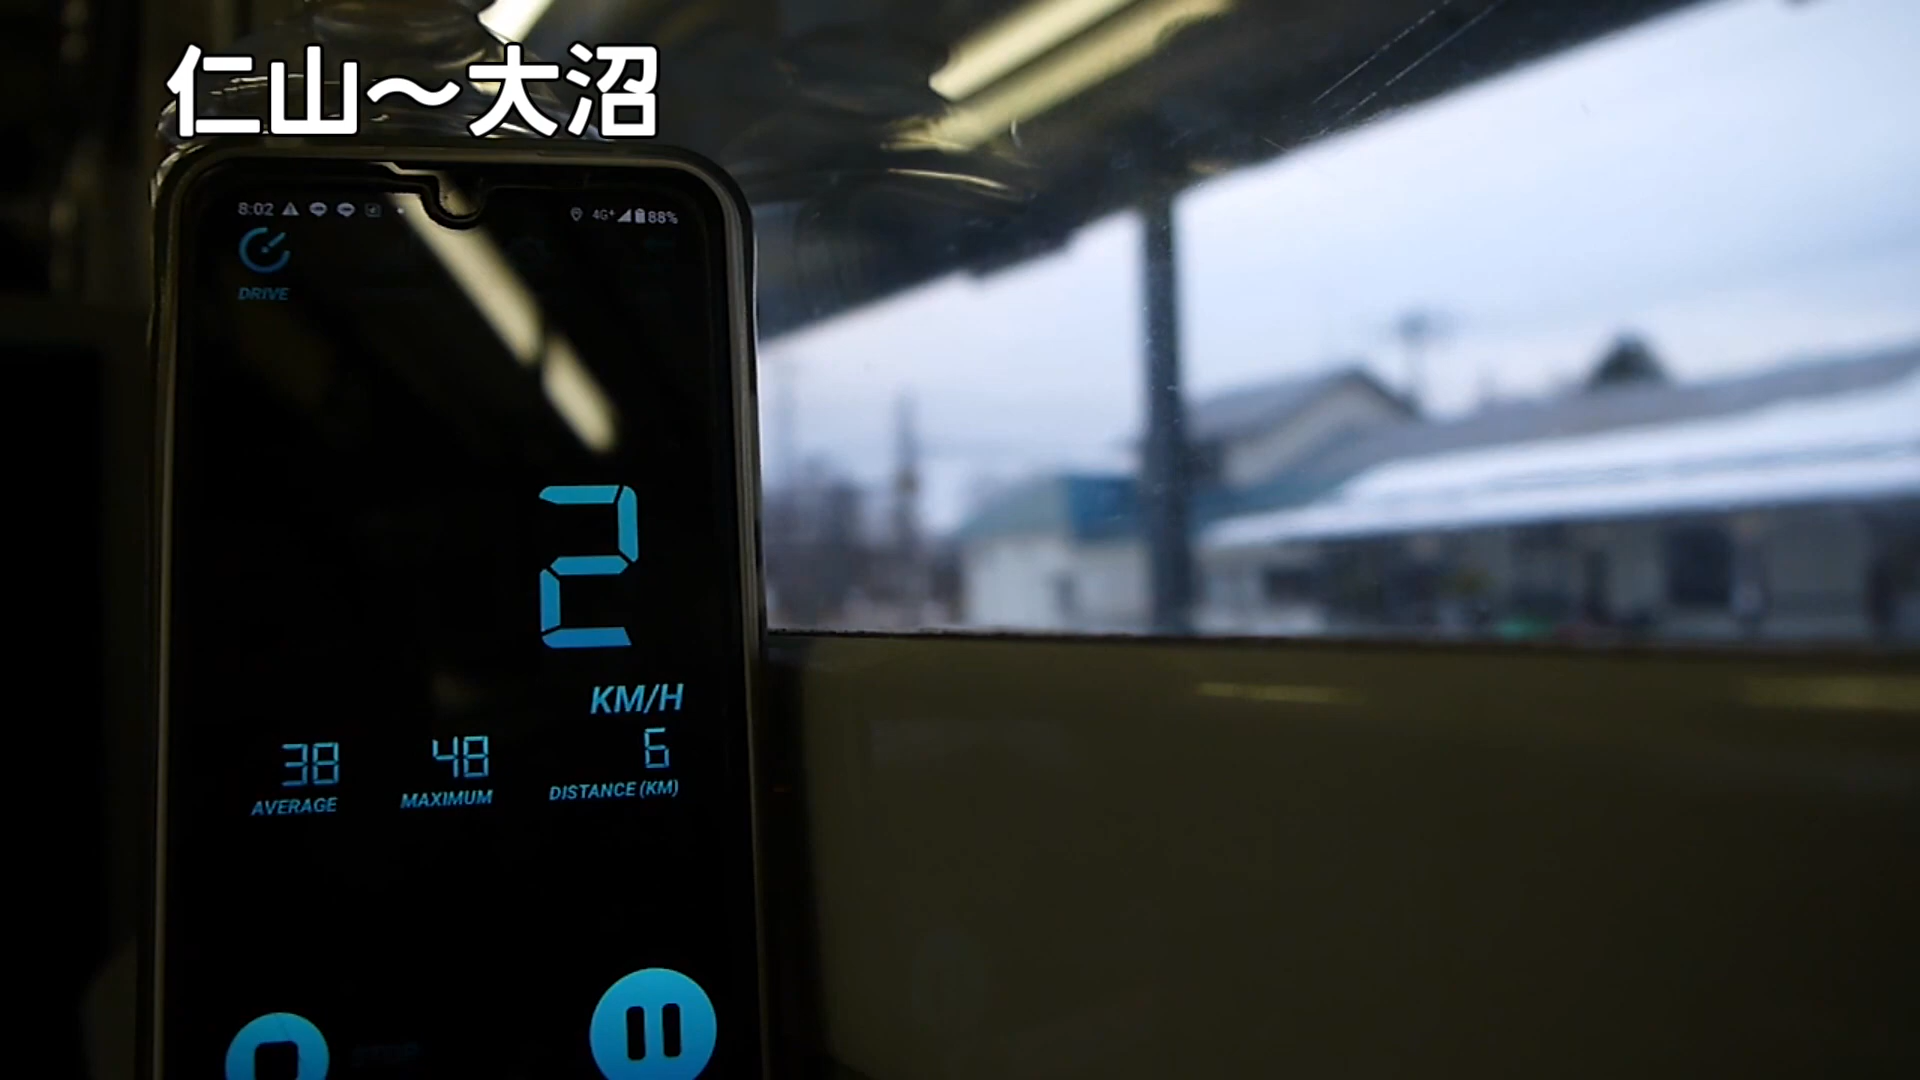 仁山～大沼
8:02 4G+ 88%
DRIVE
2
KM/H
38 48 6
AVERAGE MAXIMUM DISTANCE (KM)